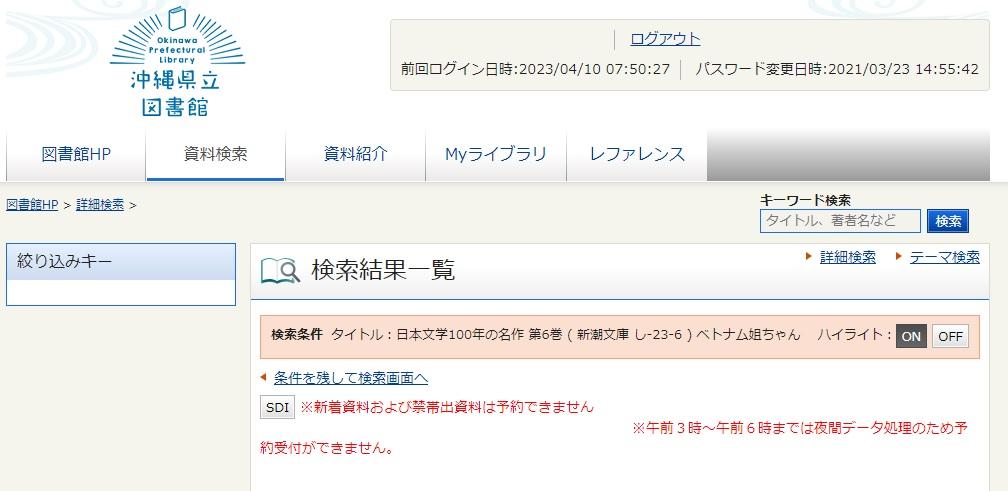 Okinawa
Prefectural
Library
沖縄県立
図書館
ログアウト
前回ログイン日時:2023/04/10 07:50:27 パスワード変更日時:2021/03/23 14:55:42
図書館HP 資料検索 資料紹介 Myライブラリ レファレンス
図書館HP > 詳細検索 >
キーワード検索
タイトル、著者名など 検索
絞り込みキー
検索結果一覧
詳細検索 テーマ検索
検索条件 タイトル：日本文学100年の名作 第6巻 ( 新潮文庫 し-23-6 ) ベトナム姐ちゃん ハイライト： ON OFF
条件を残して検索画面へ
SDI ※新着資料および禁帯出資料は予約できません
※午前３時～午前６時までは夜間データ処理のため予
約受付ができません。